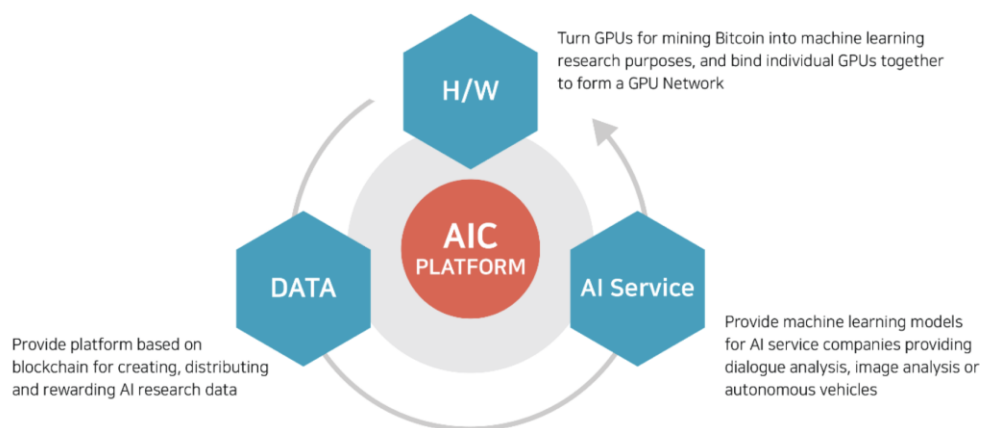 Turn GPUs for mining Bitcoin into machine learning
research purposes, and bind individual GPUs together
to form a GPU Network
H/W
AIC
PLATFORM
DATA
AI Service
Provide platform based on
blockchain for creating, distributing
and rewarding AI research data
Provide machine learning models
for AI service companies providing
dialogue analysis, image analysis or
autonomous vehicles